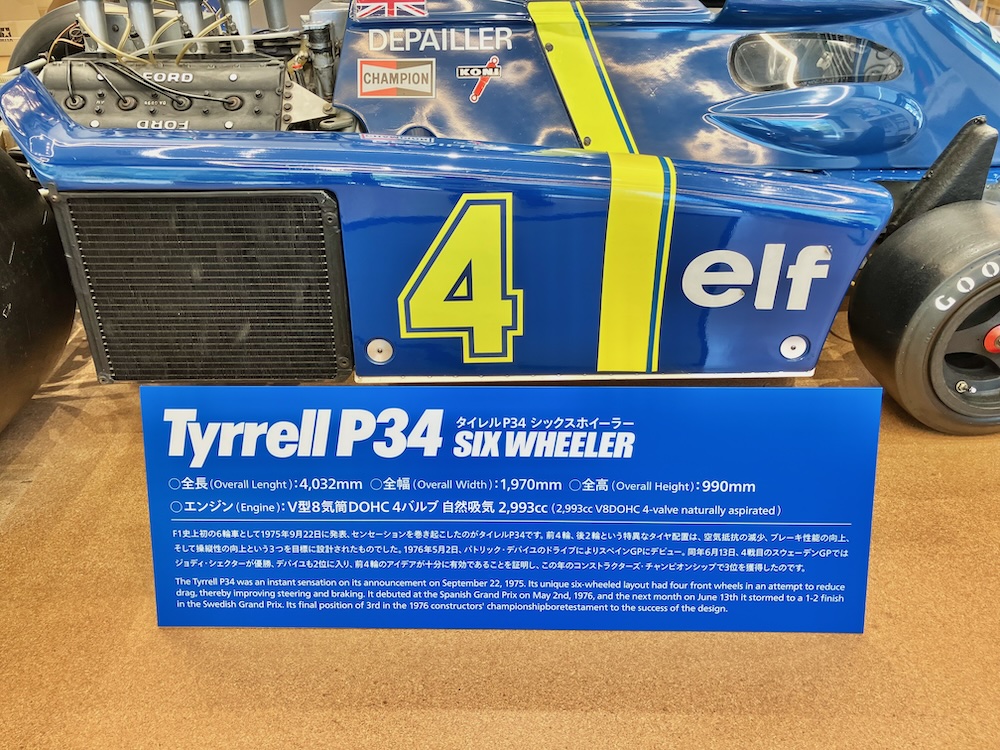 DEPAILLER
FORD
CHAMPION
KONI
FORD
4
elf
GOO
Tyrrell P34 タイレルP34 シックスホイーラー
SIX WHEELER
○全長(Overall Lenght):4,032mm ○全幅(Overall Width):1,970mm ○全高(Overall Height):990mm
○エンジン(Engine):V型8気筒DOHC 4バルブ 自然吸気 2,993cc (2,993cc V8DOHC 4-valve naturally aspirated)
F1史上初の6輪車として1975年9月22日に発表、センセーションを巻き起こしたのがタイレルP34です。前4輪、後2輪という特異なタイヤ配置は、空気抵抗の減少、ブレーキ性能の向上、
そして操縦性の向上という3つを目標に設計されたものでした。1976年5月2日、パトリック・デパイユのドライブによりスペインGPにデビュー。同年6月13日、4戦目のスウェーデンGPでは
ジョディ・シェクターが優勝、デパイユも2位に入り、前4輪のアイデアが十分に有効であることを証明し、この年のコンストラクターズ・チャンピオンシップで3位を獲得したのです。
The Tyrrell P34 was an instant sensation on its announcement on September 22, 1975. Its unique six-wheeled layout had four front wheels in an attempt to reduce
drag, thereby improving steering and braking. It debuted at the Spanish Grand Prix on May 2nd, 1976, and the next month on June 13th it stormed to a 1-2 finish
in the Swedish Grand Prix. Its final position of 3rd in the 1976 constructors' championshipboretestament to the success of the design.